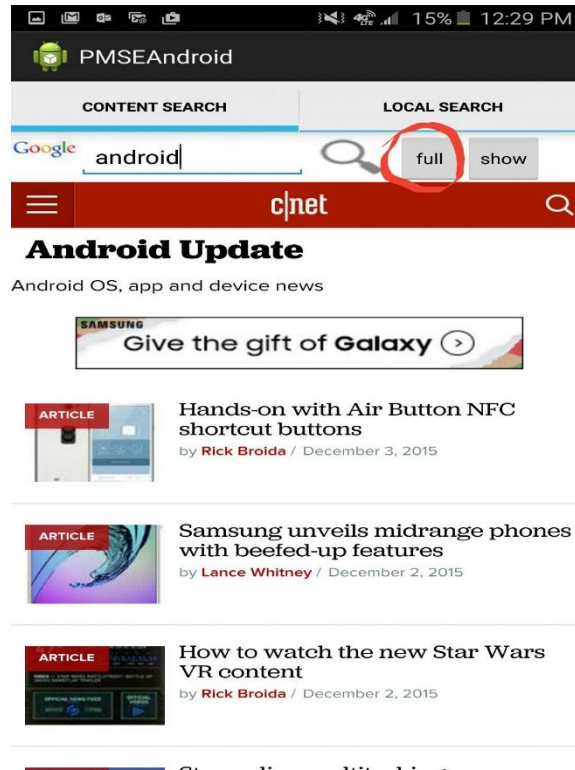 15% 12:29 PM
PMSEAndroid
CONTENT SEARCH LOCAL SEARCH
Google android full show
c|net
Android Update
Android OS, app and device news
SAMSUNG
Give the gift of Galaxy
ARTICLE
Hands-on with Air Button NFC
shortcut buttons
by Rick Broida / December 3, 2015
ARTICLE
Samsung unveils midrange phones
with beefed-up features
by Lance Whitney / December 2, 2015
ARTICLE
How to watch the new Star Wars
VR content
by Rick Broida / December 2, 2015